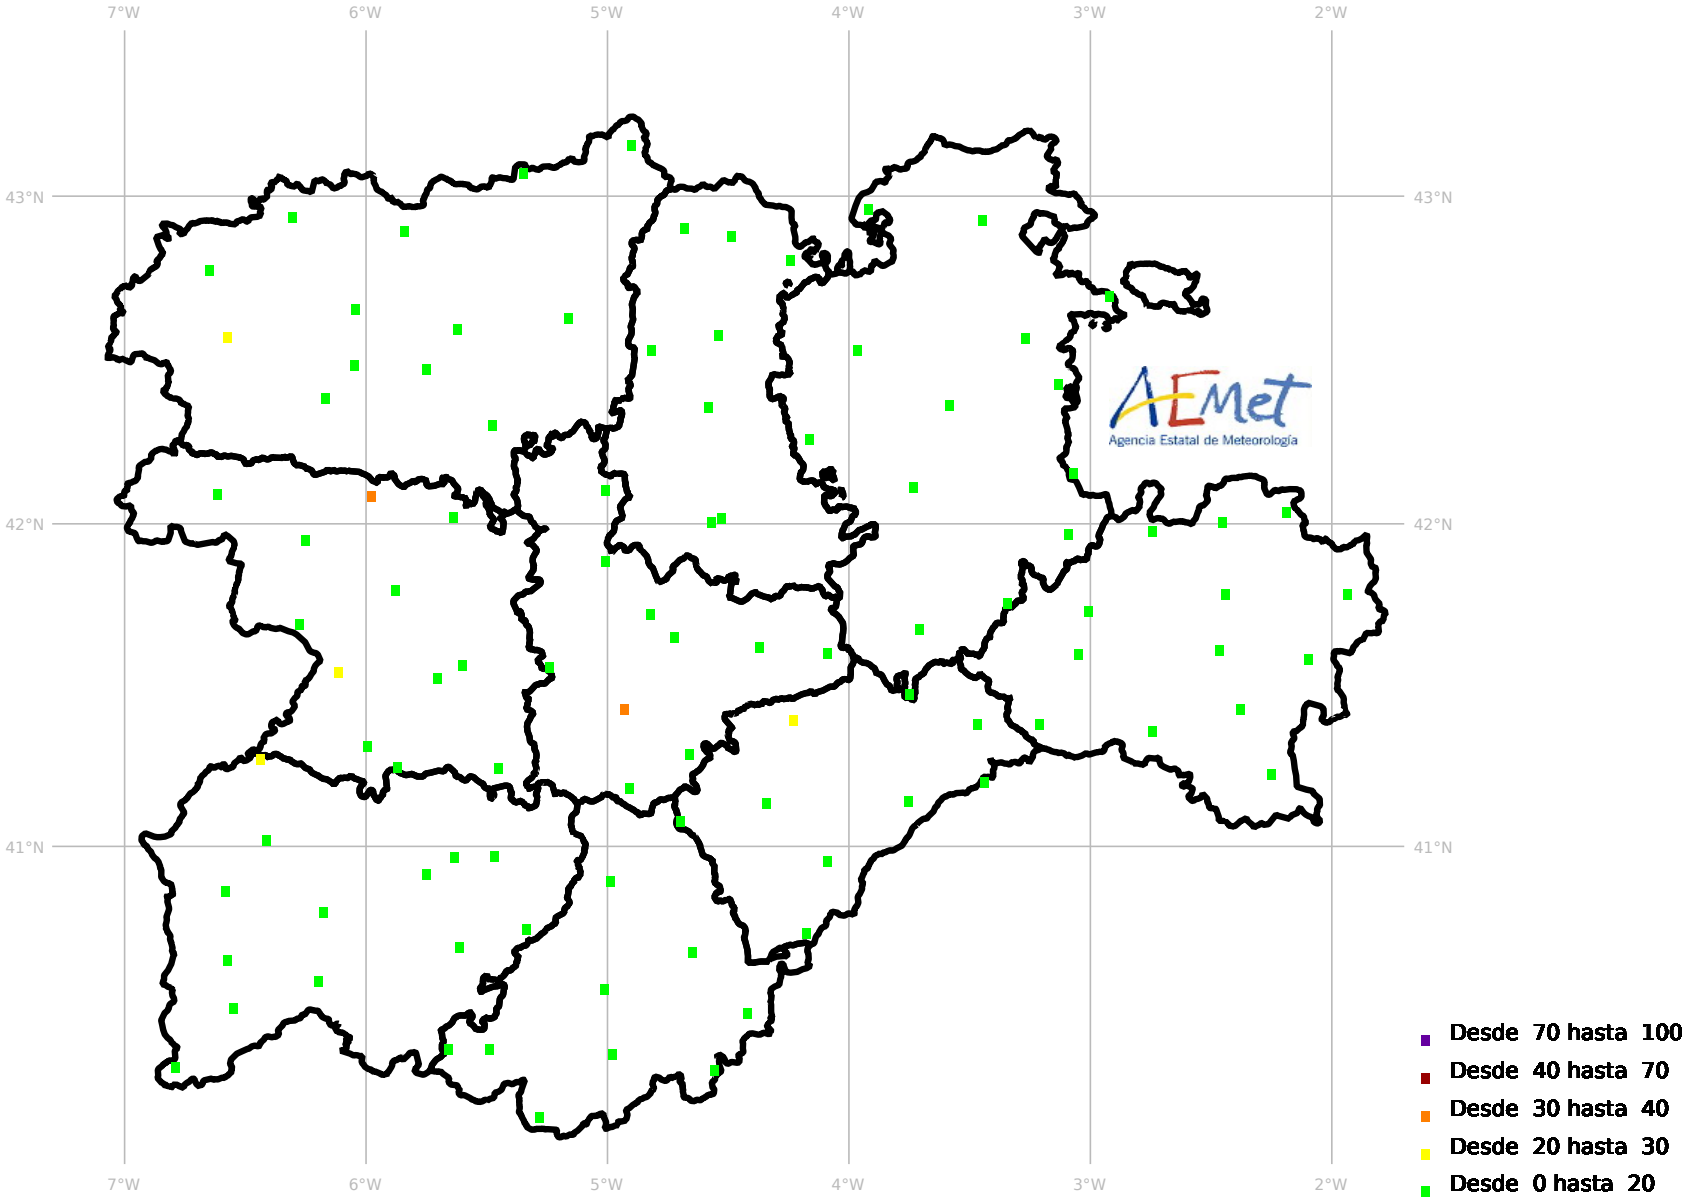 7°W 6°W 5°W 4°W 3°W 2°W
43°N 43°N
AEMet
Agencia Estatal de Meteorología
42°N 42°N
41°N 41°N
Desde 70 hasta 100
Desde 40 hasta 70
Desde 30 hasta 40
Desde 20 hasta 30
Desde 0 hasta 20
7°W 6°W 5°W 4°W 3°W 2°W